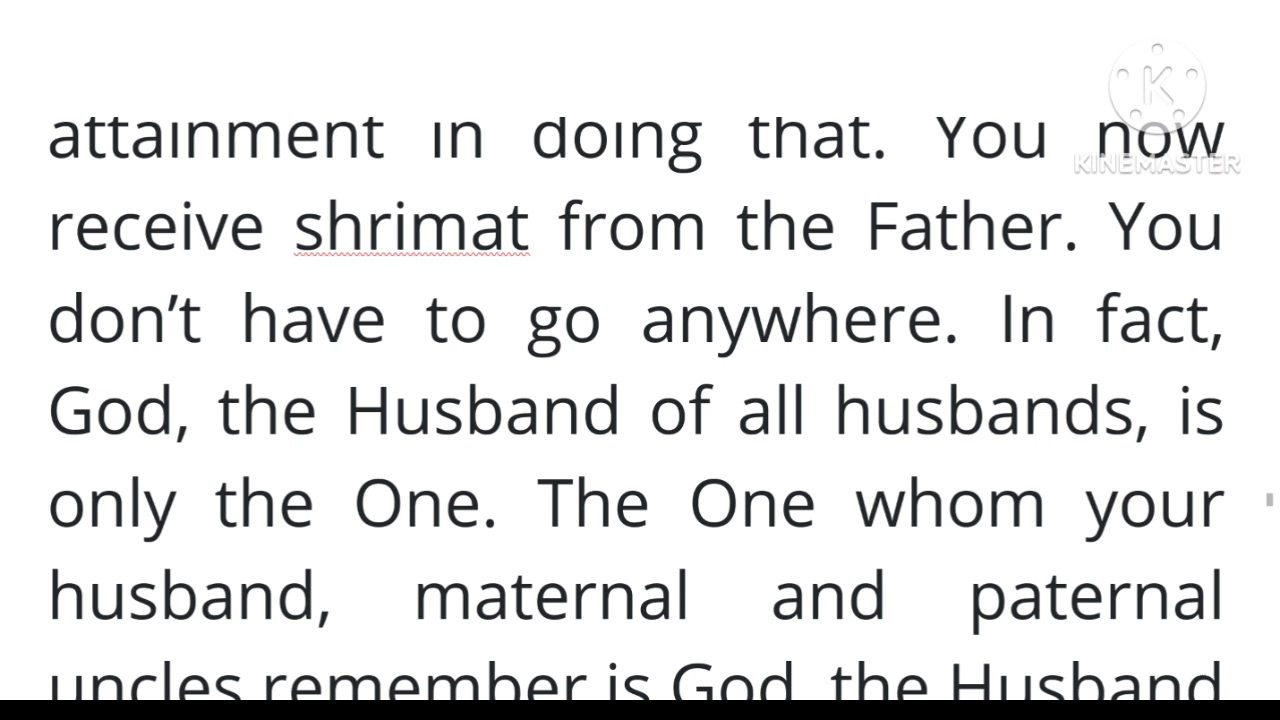 attainment in doing that. You now
KINEMASTER
receive shrimat from the Father. You
don't have to go anywhere. In fact,
God, the Husband of all husbands, is
only the One. The One whom your
husband, maternal and paternal
uncles remember is God, the Husband